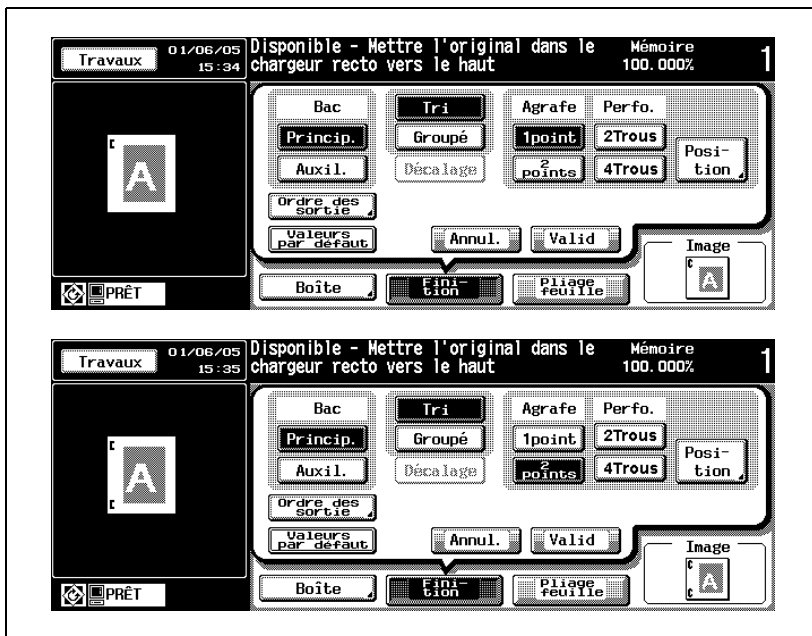 Travaux
01/06/05
15:34
Disponible - Mettre l'original dans le
chargeur recto vers le haut
Mémoire
100.000%
1
Bac
Princip.
Auxil.
Tri
Groupé
Décalage
Agrafe
1point
2
points
Perfo.
2Trous
4Trous
Posi-
tion
Ordre des
sortie
Valeurs
par défaut
Annul.
Valid
Image
A
A
PRÊT
Boîte
Fini-
tion
Pliage
feuille
Travaux
01/06/05
15:35
Disponible - Mettre l'original dans le
chargeur recto vers le haut
Mémoire
100.000%
1
Bac
Princip.
Auxil.
Tri
Groupé
Décalage
Agrafe
1point
2
points
Perfo.
2Trous
4Trous
Posi-
tion
Ordre des
sortie
Valeurs
par défaut
Annul.
Valid
Image
A
A
PRÊT
Boîte
Fini-
tion
Pliage
feuille